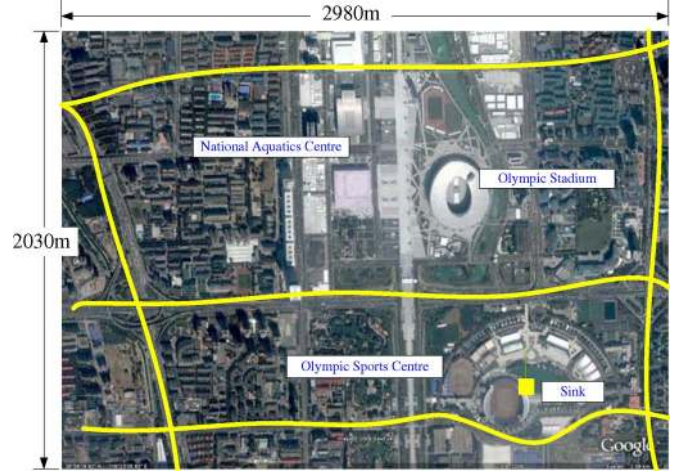 2980m
National Aquatics Centre
Olympic Stadium
2030m
Olympic Sports Centre
Sink
Google